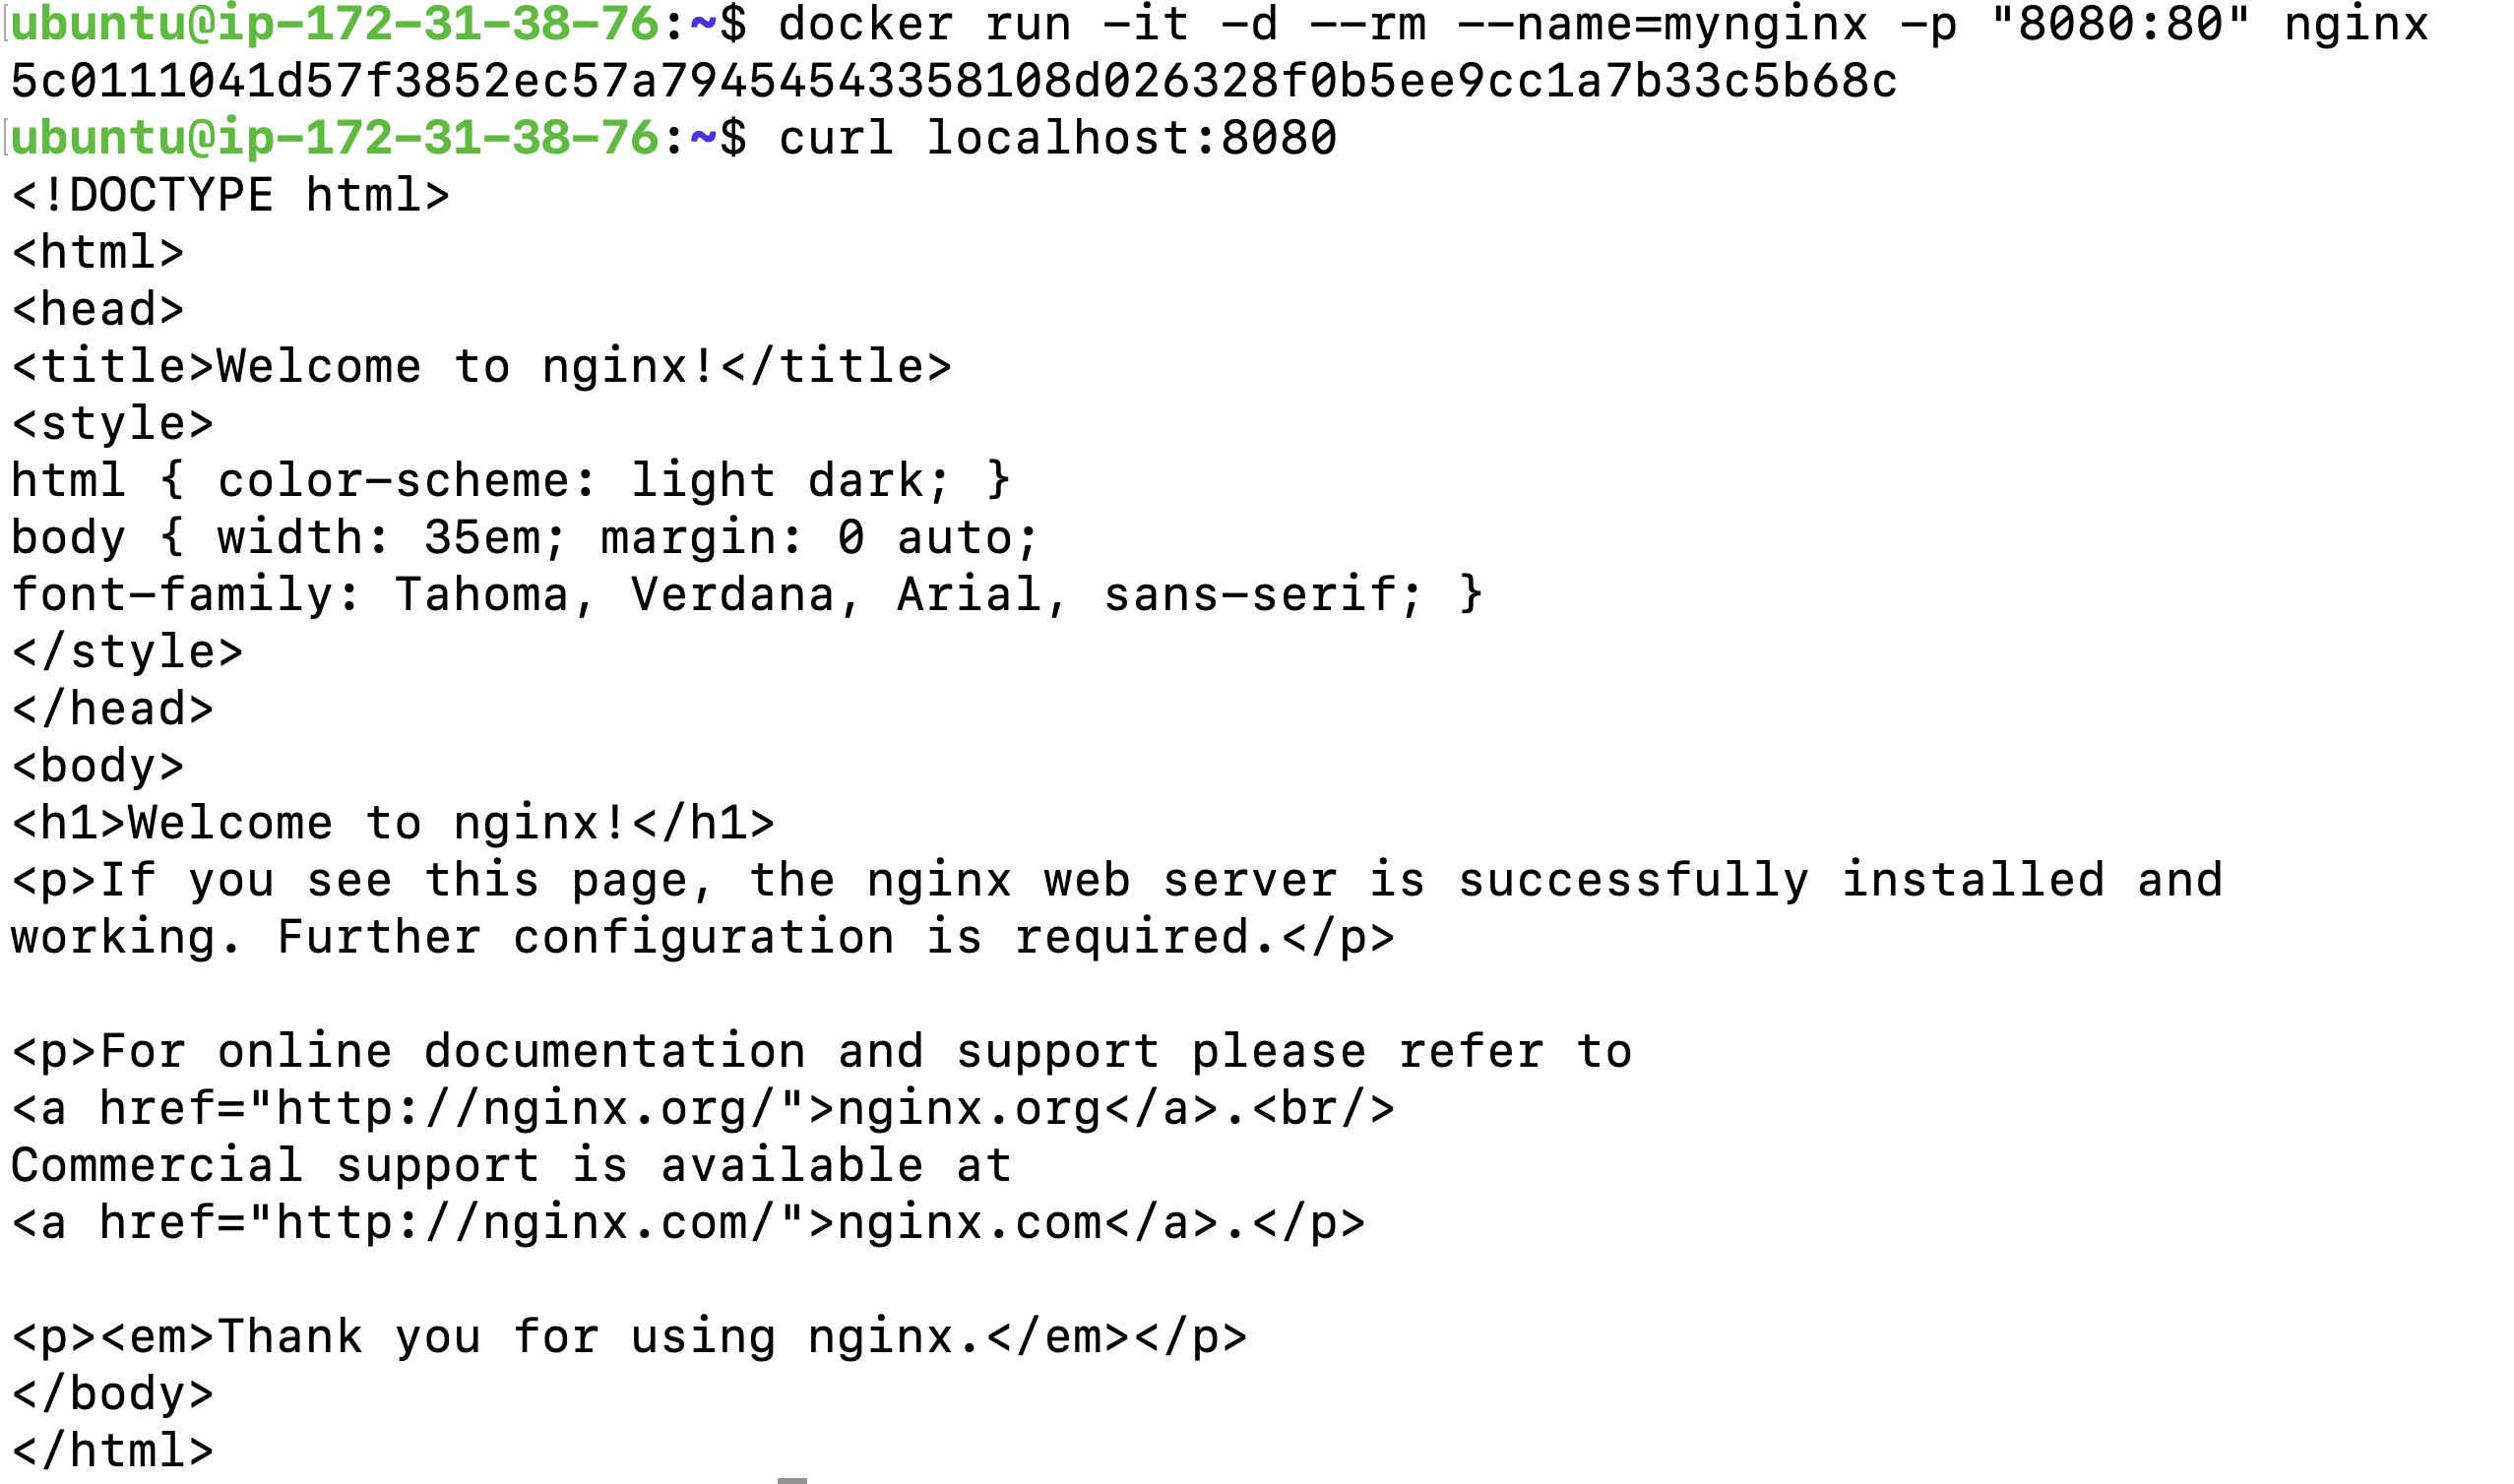 ubuntu@ip-172-31-38-76:~$ docker run -it -d --rm --name=mynginx -p "8080:80" nginx
5c0111041d57f3852ec57a79454543358108d026328f0b5ee9cc1a7b33c5b68c
ubuntu@ip-172-31-38-76:~$ curl localhost:8080
<!DOCTYPE html>
<html>
<head>
<title>Welcome to nginx!</title>
<style>
html { color-scheme: light dark; }
body { width: 35em; margin: 0 auto;
font-family: Tahoma, Verdana, Arial, sans-serif; }
</style>
</head>
<body>
<h1>Welcome to nginx!</h1>
<p>If you see this page, the nginx web server is successfully installed and
working. Further configuration is required.</p>

<p>For online documentation and support please refer to
<a href="http://nginx.org/">nginx.org</a>.<br/>
Commercial support is available at
<a href="http://nginx.com/">nginx.com</a>.</p>

<p><em>Thank you for using nginx.</em></p>
</body>
</html>